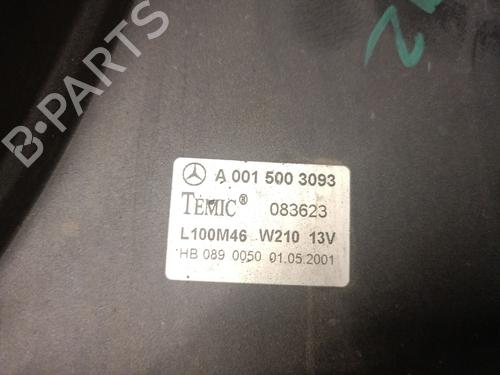 B-PARTS
A 001 500 3093
TEMIC® 083623
L100M46 W210 13V
HB 089 0050 01.05.2001